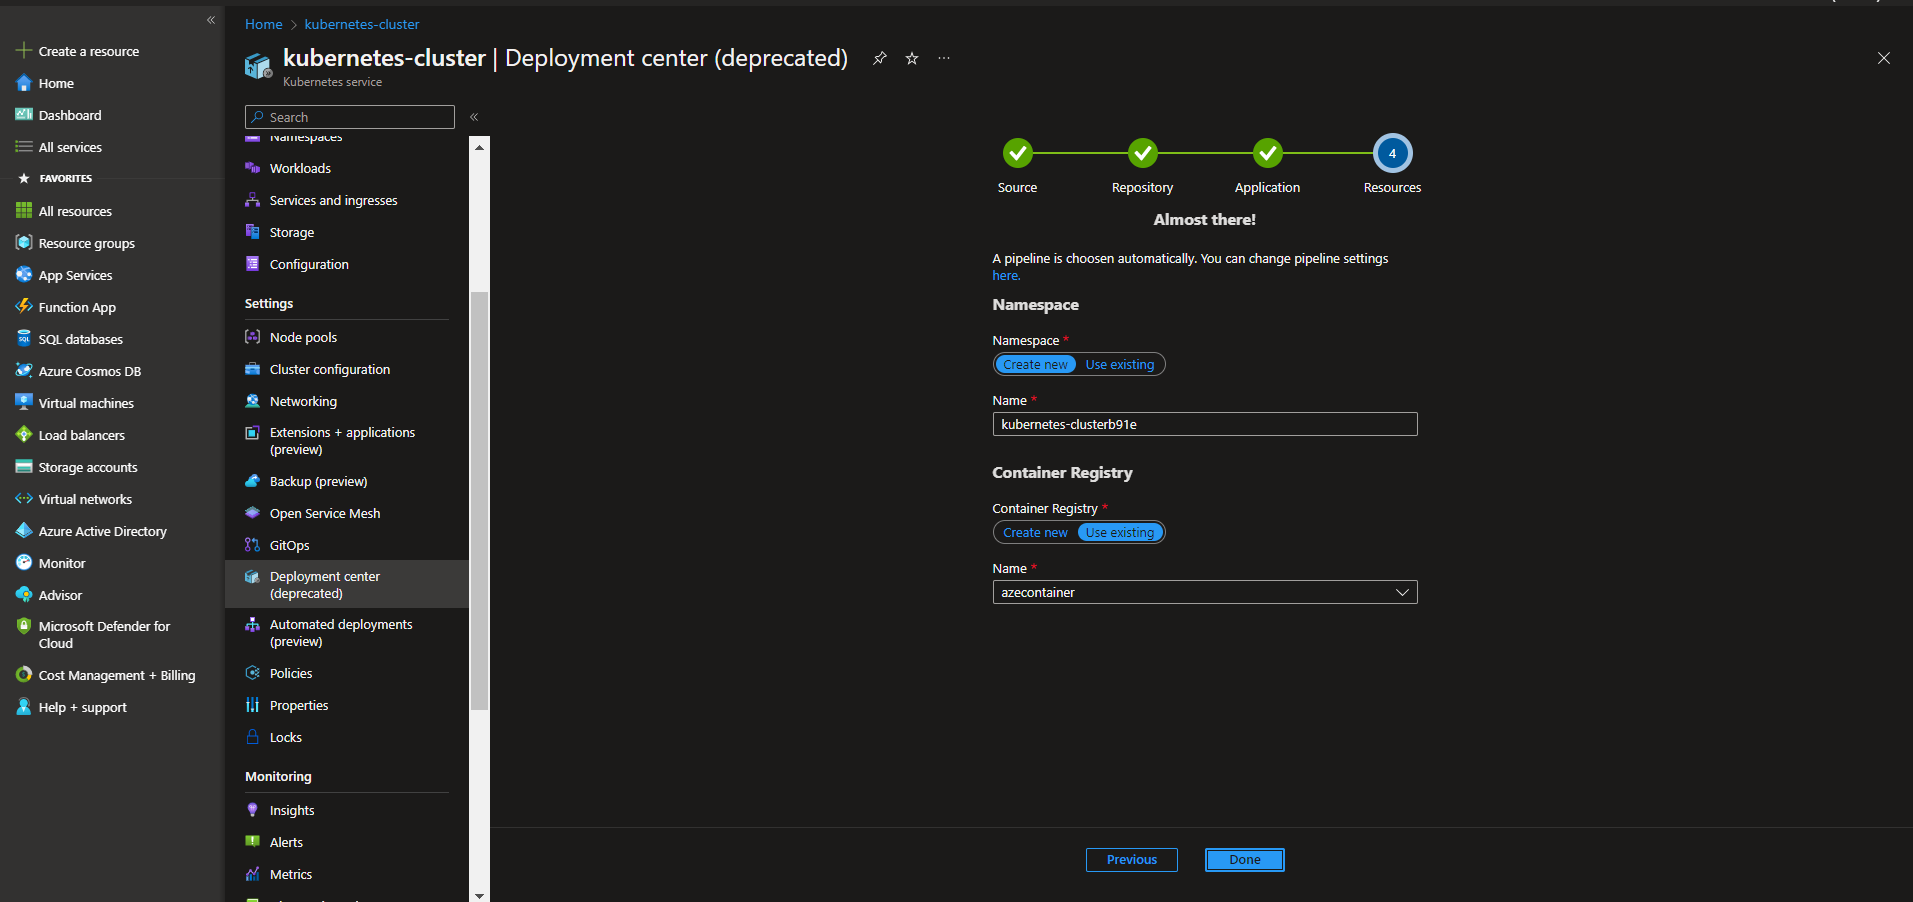 Create a resource
Home
Dashboard
All services
FAVORITES
All resources
Resource groups
App Services
Function App
SQL databases
Azure Cosmos DB
Virtual machines
Load balancers
Storage accounts
Virtual networks
Azure Active Directory
Monitor
Advisor
Microsoft Defender for
Cloud
Cost Management + Billing
Help + support
Home > kubernetes-cluster
kubernetes-cluster | Deployment center (deprecated)
Kubernetes service
Search
Namespaces
Workloads
Services and ingresses
Storage
Configuration
Settings
Node pools
Cluster configuration
Networking
Extensions + applications
(preview)
Backup (preview)
Open Service Mesh
GitOps
Deployment center
(deprecated)
Automated deployments
(preview)
Policies
Properties
Locks
Monitoring
Insights
Alerts
Metrics
4
Source Repository Application Resources
Almost there!
A pipeline is choosen automatically. You can change pipeline settings
here.
Namespace
Namespace *
Create new Use existing
Name *
kubernetes-clusterb91e
Container Registry
Container Registry *
Create new Use existing
Name *
azecontainer
Previous Done